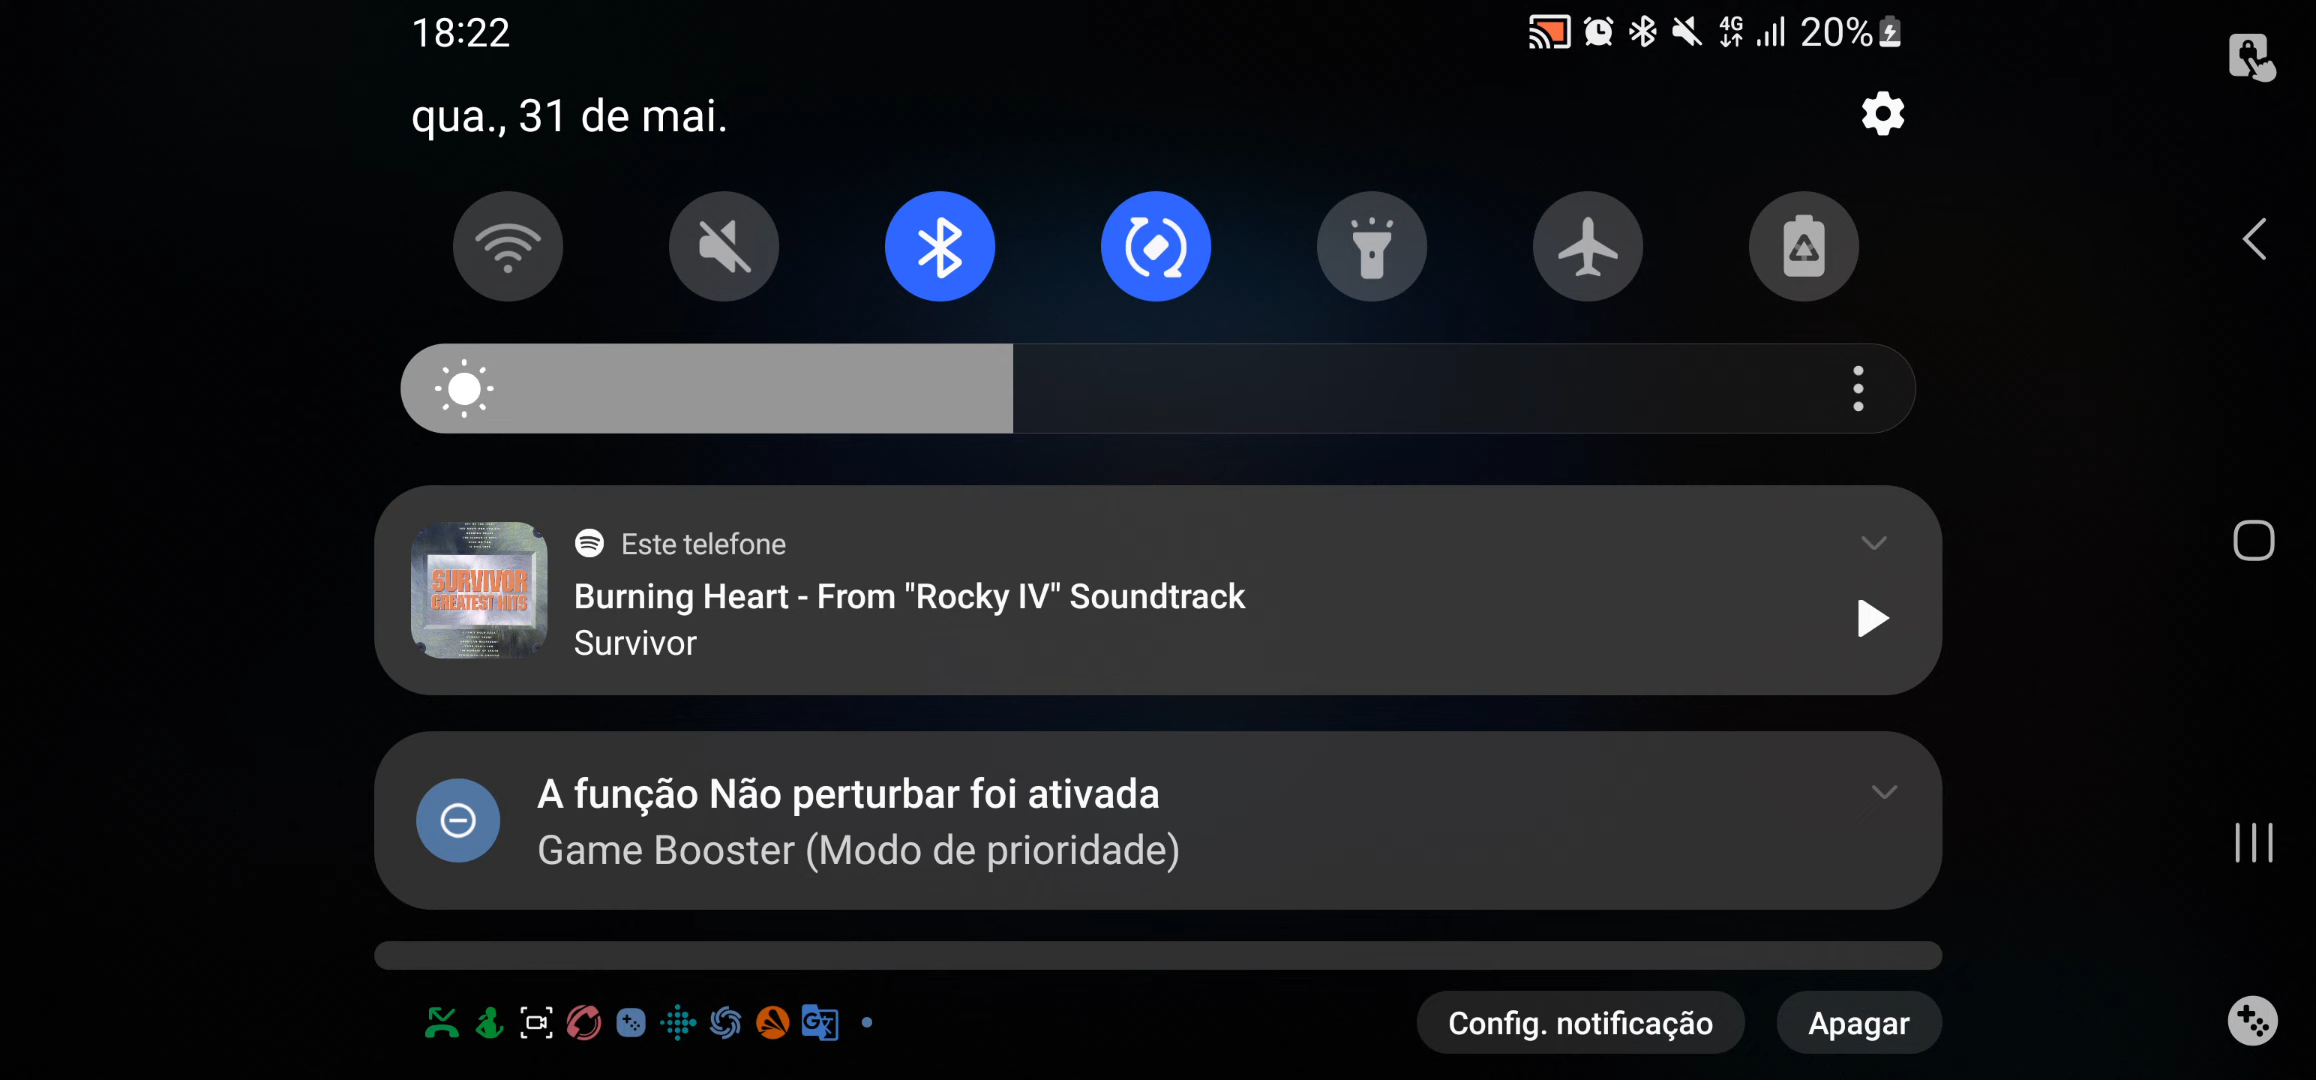 18:22
4G
20%
qua., 31 de mai.
Este telefone
Burning Heart - From "Rocky IV" Soundtrack
Survivor
SURVIVOR
GREATEST HITS
A função Não perturbar foi ativada
Game Booster (Modo de prioridade)
Config. notificação
Apagar